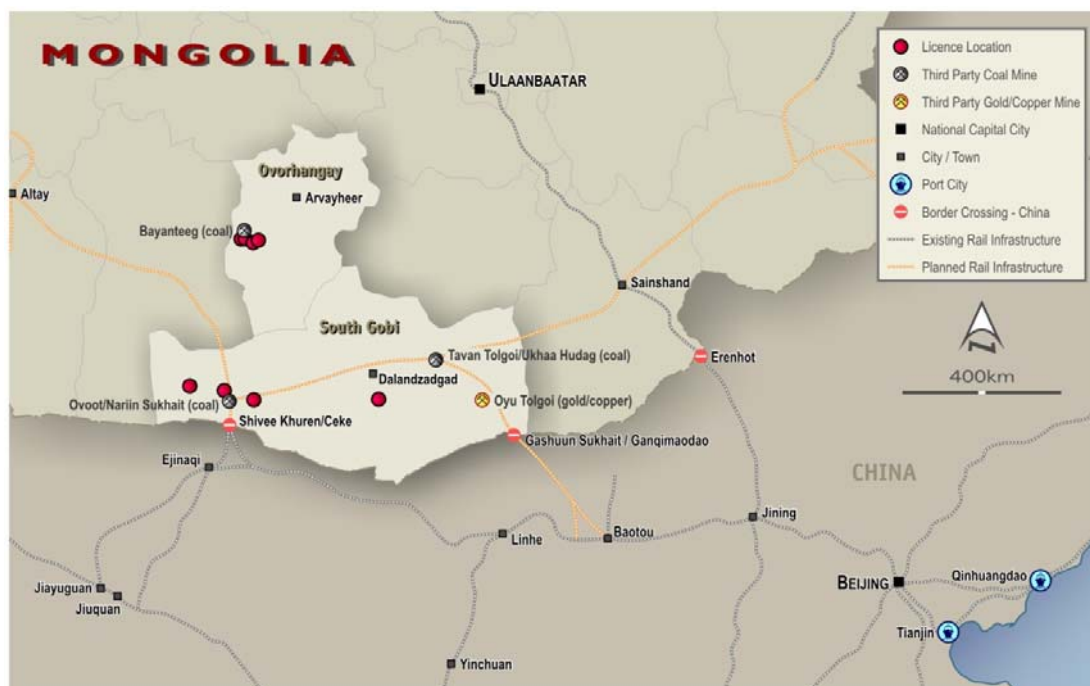 MONGOLIA
ULAANBAATAR
Ovorhangay
Arvayheer
Altay
Bayanteeg (coal)
Sainshand
South Gobi
Tavan Tolgoi/Ukhaa Hudag (coal)
Erenhot
Dalandzadgad
Ovoot/Nariin Sukhait (coal)
Oyu Tolgoi (gold/copper)
Shivee Khuren/Ceke
Gashuun Sukhait / Ganqimaodao
Ejinaqi
CHINA
Linhe
Baotou
Jining
Jiayuguan
Jiuquan
BEIJING
Qinhuangdao
Tianjin
Yinchuan
Licence Location
Third Party Coal Mine
Third Party Gold/Copper Mine
National Capital City
City / Town
Port City
Border Crossing - China
Existing Rail Infrastructure
Planned Rail Infrastructure
400km